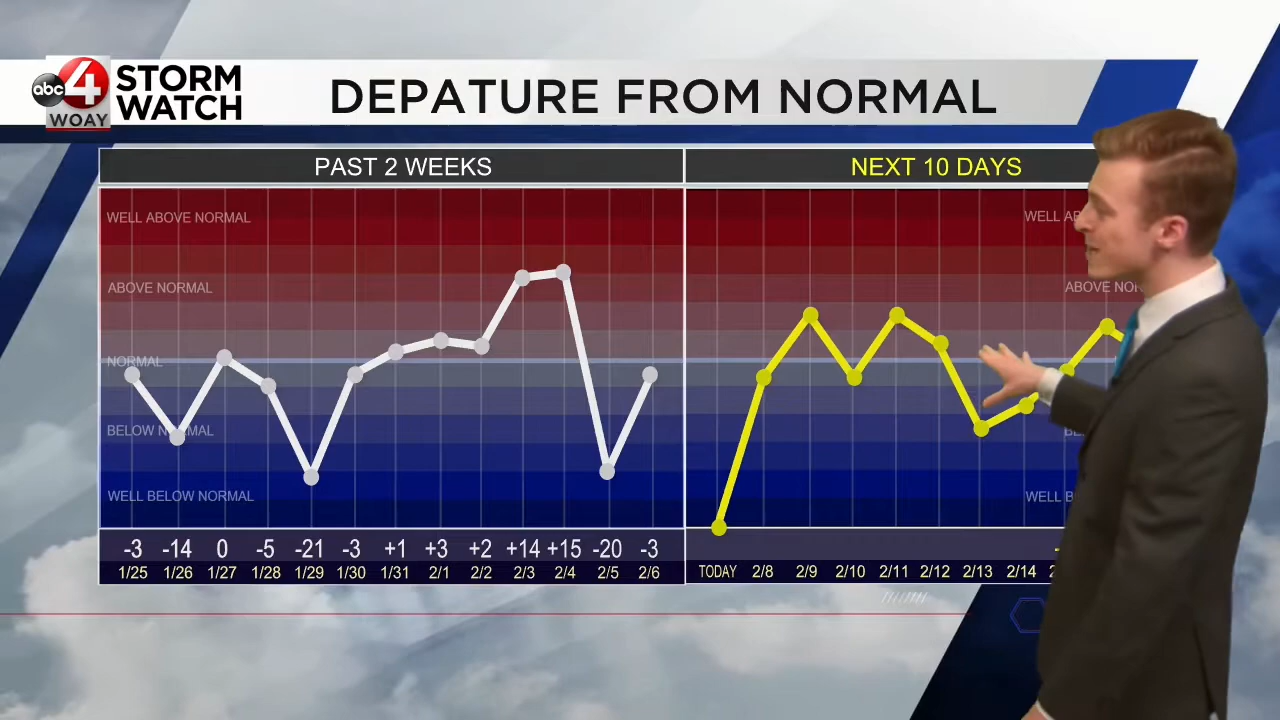 abc 4
WOAY
STORM
WATCH
DEPATURE FROM NORMAL
PAST 2 WEEKS
NEXT 10 DAYS
WELL ABOVE NORMAL
ABOVE NORMAL
NORMAL
BELOW NORMAL
WELL BELOW NORMAL
-3 -14 0 -5 -21 -3 +1 +3 +2 +14 +15 -20 -3
1/25 1/26 1/27 1/28 1/29 1/30 1/31 2/1 2/2 2/3 2/4 2/5 2/6
WELL
ABOVE
WELL
TODAY 2/8 2/9 2/10 2/11 2/12 2/13 2/14